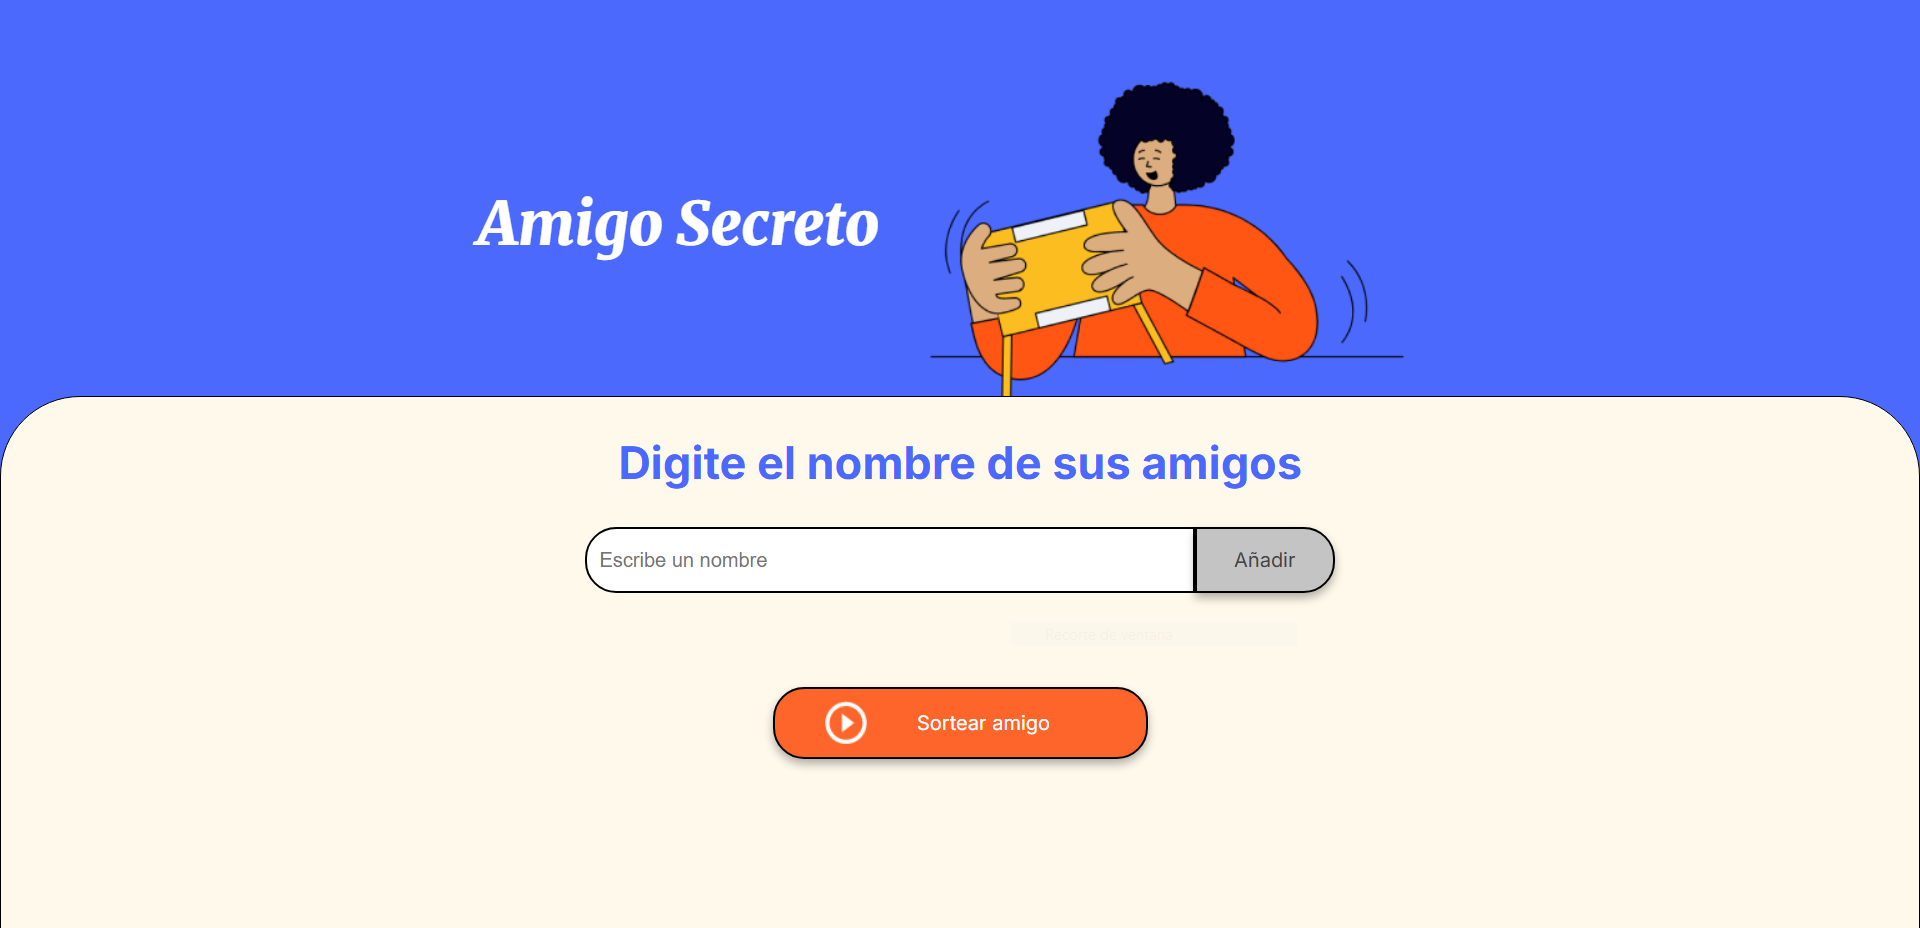 Amigo Secreto
Digite el nombre de sus amigos
Escribe un nombre
Añadir
Recorte de ventana
Sortear amigo